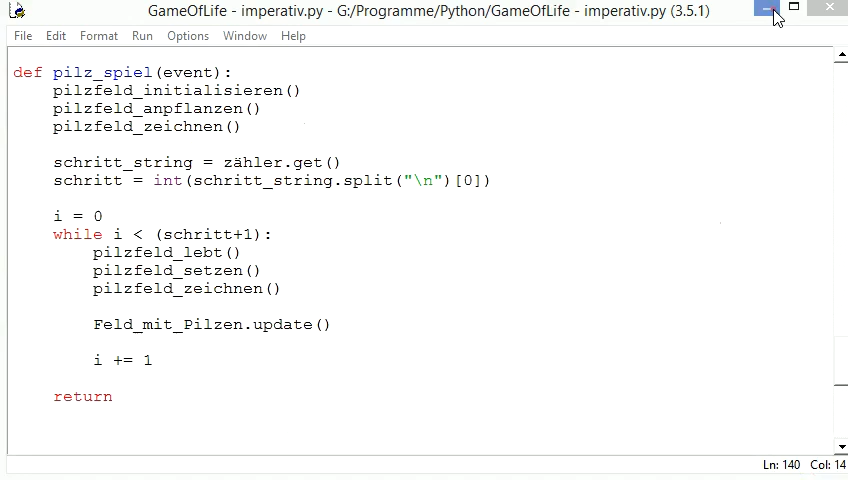 GameOfLife - imperativ.py - G:/Programme/Python/GameOfLife - imperativ.py (3.5.1)
File Edit Format Run Options Window Help
def pilz_spiel(event):
    pilzfeld_initialisieren()
    pilzfeld_anpflanzen()
    pilzfeld_zeichnen()
    schritt_string = zähler.get()
    schritt = int(schritt_string.split("\n")[0])
    i = 0
    while i < (schritt+1):
        pilzfeld_lebt()
        pilzfeld_setzen()
        pilzfeld_zeichnen()
        Feld_mit_Pilzen.update()
        i += 1
    return
Ln: 140 Col: 14